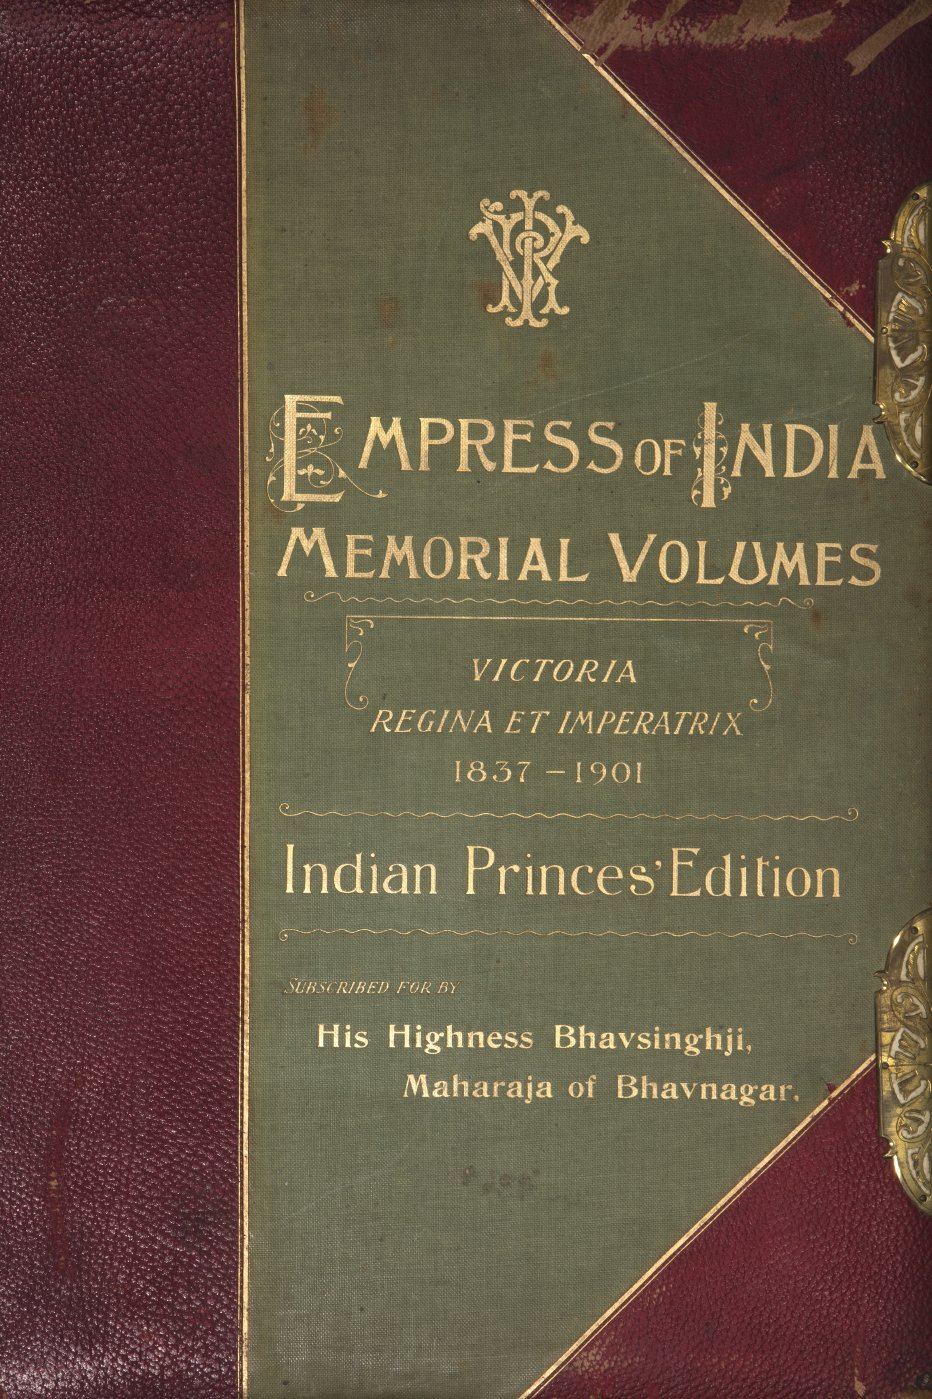 VRI
EMPRESS OF INDIA
MEMORIAL VOLUMES
VICTORIA
REGINA ET IMPERATRIX
1837 – 1901
Indian Princes' Edition
SUBSCRIBED FOR BY
His Highness Bhavsinghji,
Maharaja of Bhavnagar.